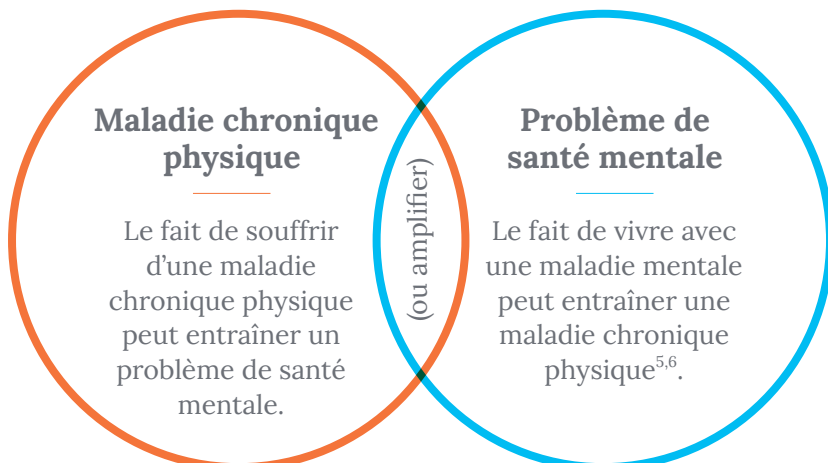 Maladie chronique
physique
Le fait de souffrir
d’une maladie
chronique physique
peut entraîner un
problème de santé
mentale.
(ou amplifier)
Problème de
santé mentale
Le fait de vivre avec
une maladie mentale
peut entraîner une
maladie chronique
physique⁵,⁶.